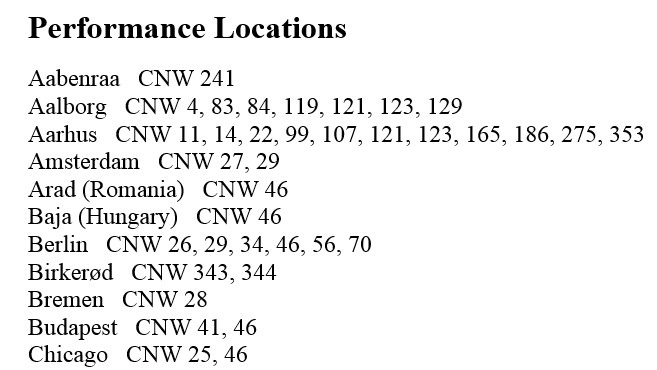 Performance Locations
Aabenraa CNW 241
Aalborg CNW 4, 83, 84, 119, 121, 123, 129
Aarhus CNW 11, 14, 22, 99, 107, 121, 123, 165, 186, 275, 353
Amsterdam CNW 27, 29
Arad (Romania) CNW 46
Baja (Hungary) CNW 46
Berlin CNW 26, 29, 34, 46, 56, 70
Birkerød CNW 343, 344
Bremen CNW 28
Budapest CNW 41, 46
Chicago CNW 25, 46